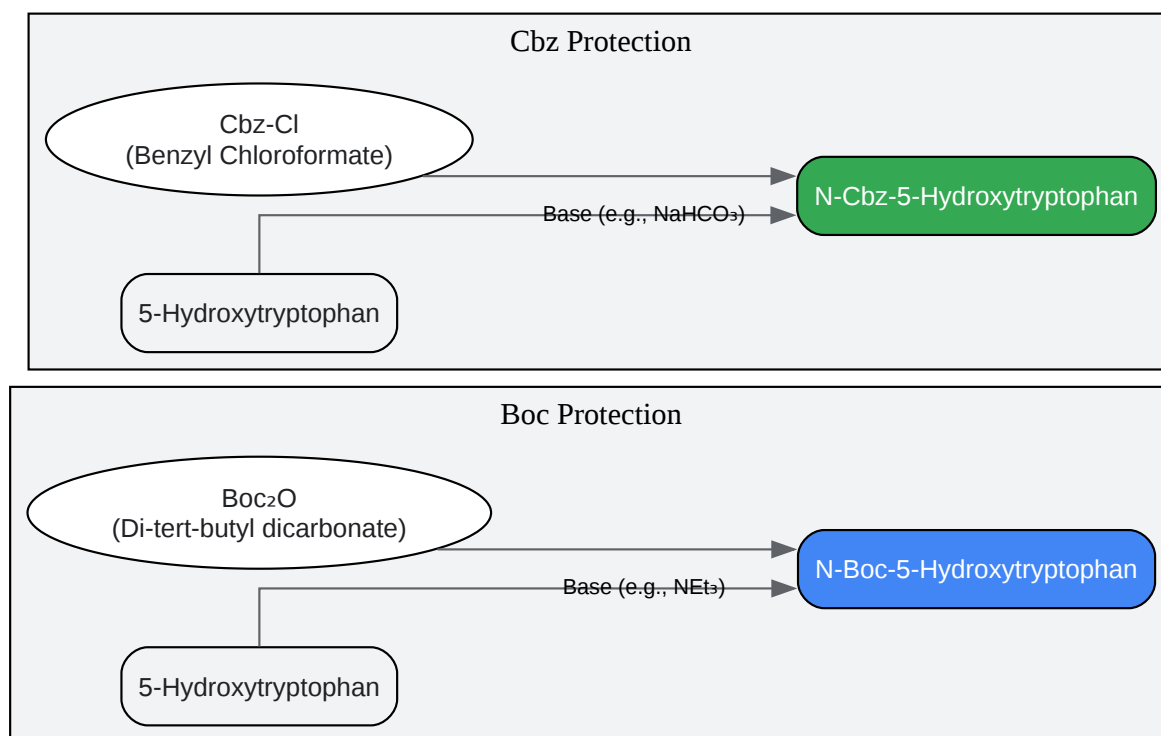 Cbz Protection
Cbz-Cl
(Benzyl Chloroformate)
N-Cbz-5-Hydroxytryptophan
Base (e.g., NaHCO₃)
5-Hydroxytryptophan
Boc Protection
Boc₂O
(Di-tert-butyl dicarbonate)
N-Boc-5-Hydroxytryptophan
Base (e.g., NEt₃)
5-Hydroxytryptophan